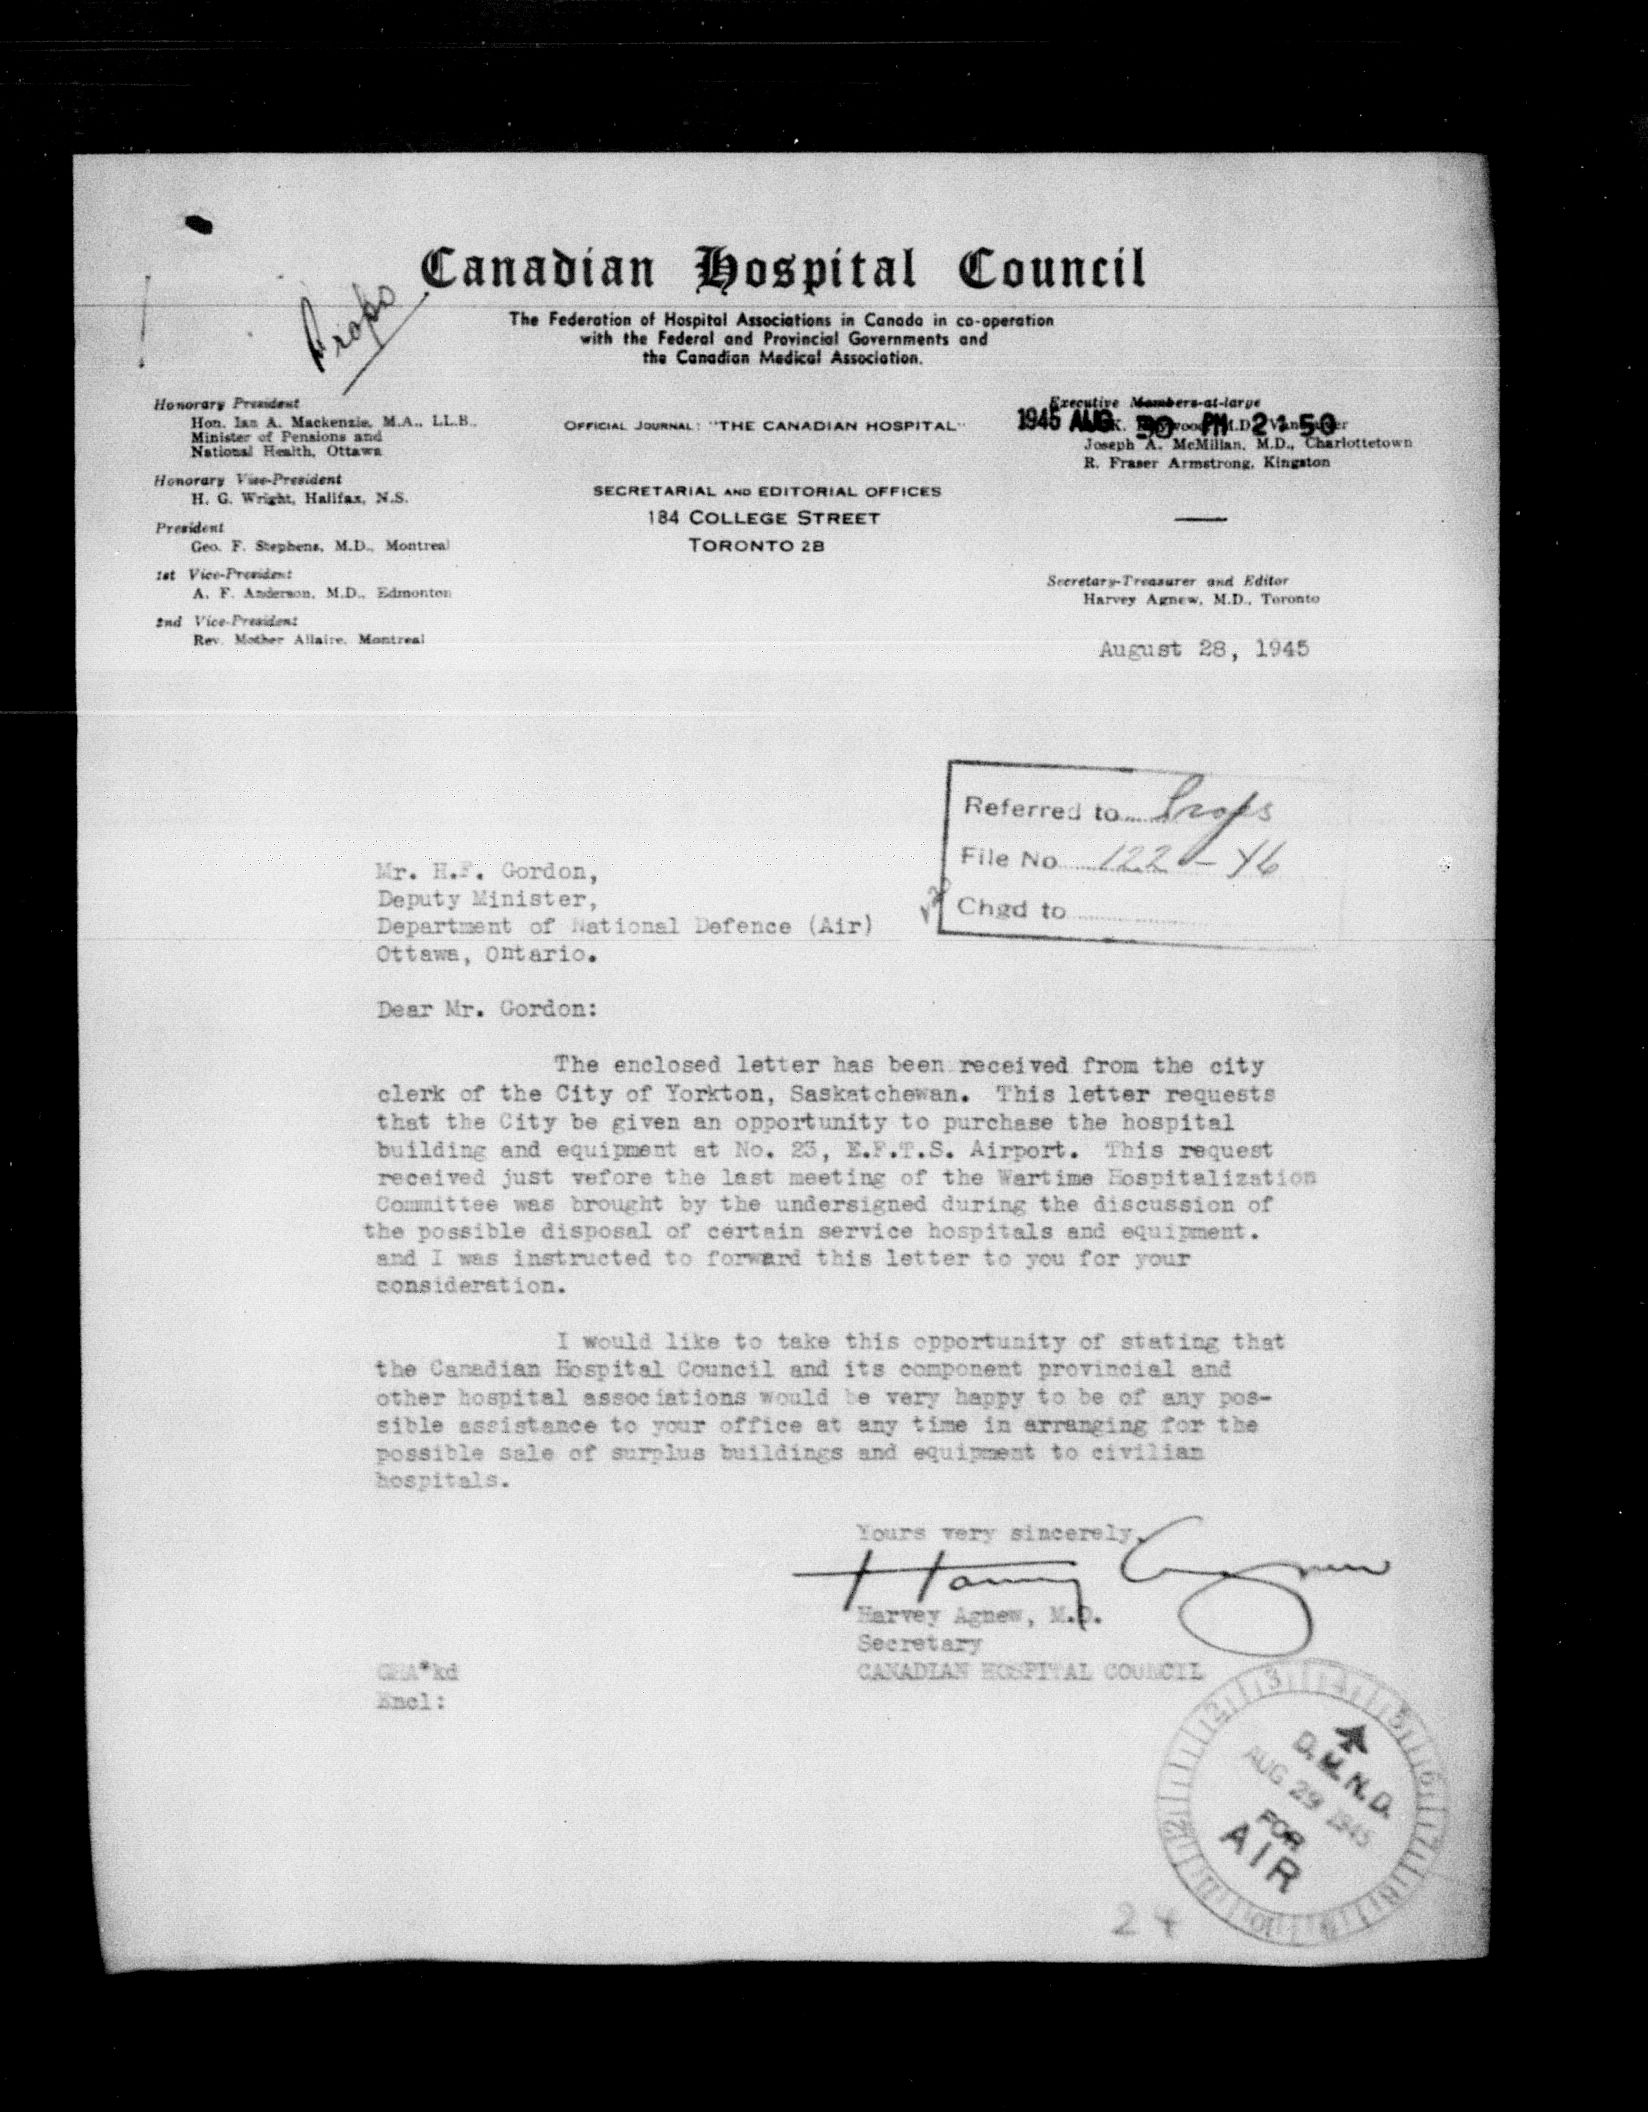 Canadian Hospital Council
The Federation of Hospital Associations in Canada in co-operation
with the Federal and Provincial Governments and
the Canadian Medical Association.
Props
Honorary President
Hon. Ian A. Mackenzie, M.A., LL.B.,
Minister of Pensions and
National Health, Ottawa
Honorary Vice-President
H. G. Wright, Halifax, N.S.
President
Geo. F. Stephens, M.D., Montreal
1st Vice-President
A. F. Anderson, M.D., Edmonton
2nd Vice-President
Rev. Mother Allaire, Montreal
OFFICIAL JOURNAL: "THE CANADIAN HOSPITAL"
SECRETARIAL AND EDITORIAL OFFICES
184 COLLEGE STREET
TORONTO 2B
Executive Members-at-large
1945 AUG 30 PM 2 50
Joseph A. McMillan, M.D., Charlottetown
R. Fraser Armstrong, Kingston
Secretary-Treasurer and Editor
Harvey Agnew, M.D., Toronto
August 28, 1945
Referred to Props
File No 122-Y6
Chgd to
Mr. H.F. Gordon,
Deputy Minister,
Department of National Defence (Air)
Ottawa, Ontario.
Dear Mr. Gordon:
The enclosed letter has been received from the city
clerk of the City of Yorkton, Saskatchewan. This letter requests
that the City be given an opportunity to purchase the hospital
building and equipment at No. 23, E.F.T.S. Airport. This request
received just vefore the last meeting of the Wartime Hospitalization
Committee was brought by the undersigned during the discussion of
the possible disposal of certain service hospitals and equipment.
and I was instructed to forward this letter to you for your
consideration.
I would like to take this opportunity of stating that
the Canadian Hospital Council and its component provincial and
other hospital associations would be very happy to be of any pos-
sible assistance to your office at any time in arranging for the
possible sale of surplus buildings and equipment to civilian
hospitals.
Yours very sincerely,
Harvey Agnew
Harvey Agnew, M.D.
Secretary
CANADIAN HOSPITAL COUNCIL
GHA*kd
Encl:
D.M.N.D.
AUG 29 1945
FOR
AIR
24